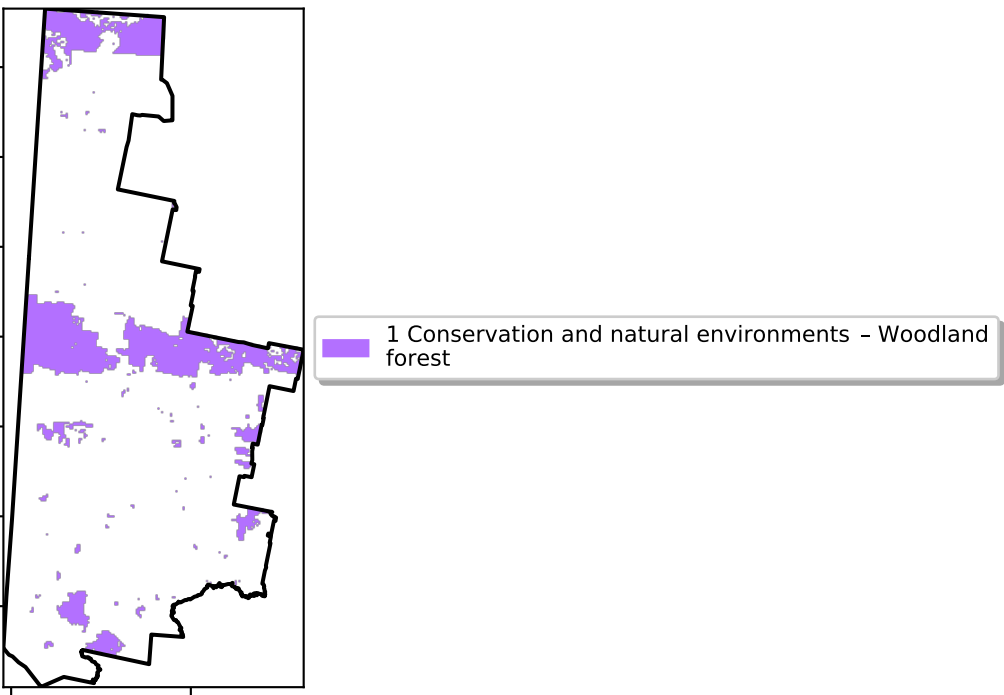 1 Conservation and natural environments – Woodland
forest